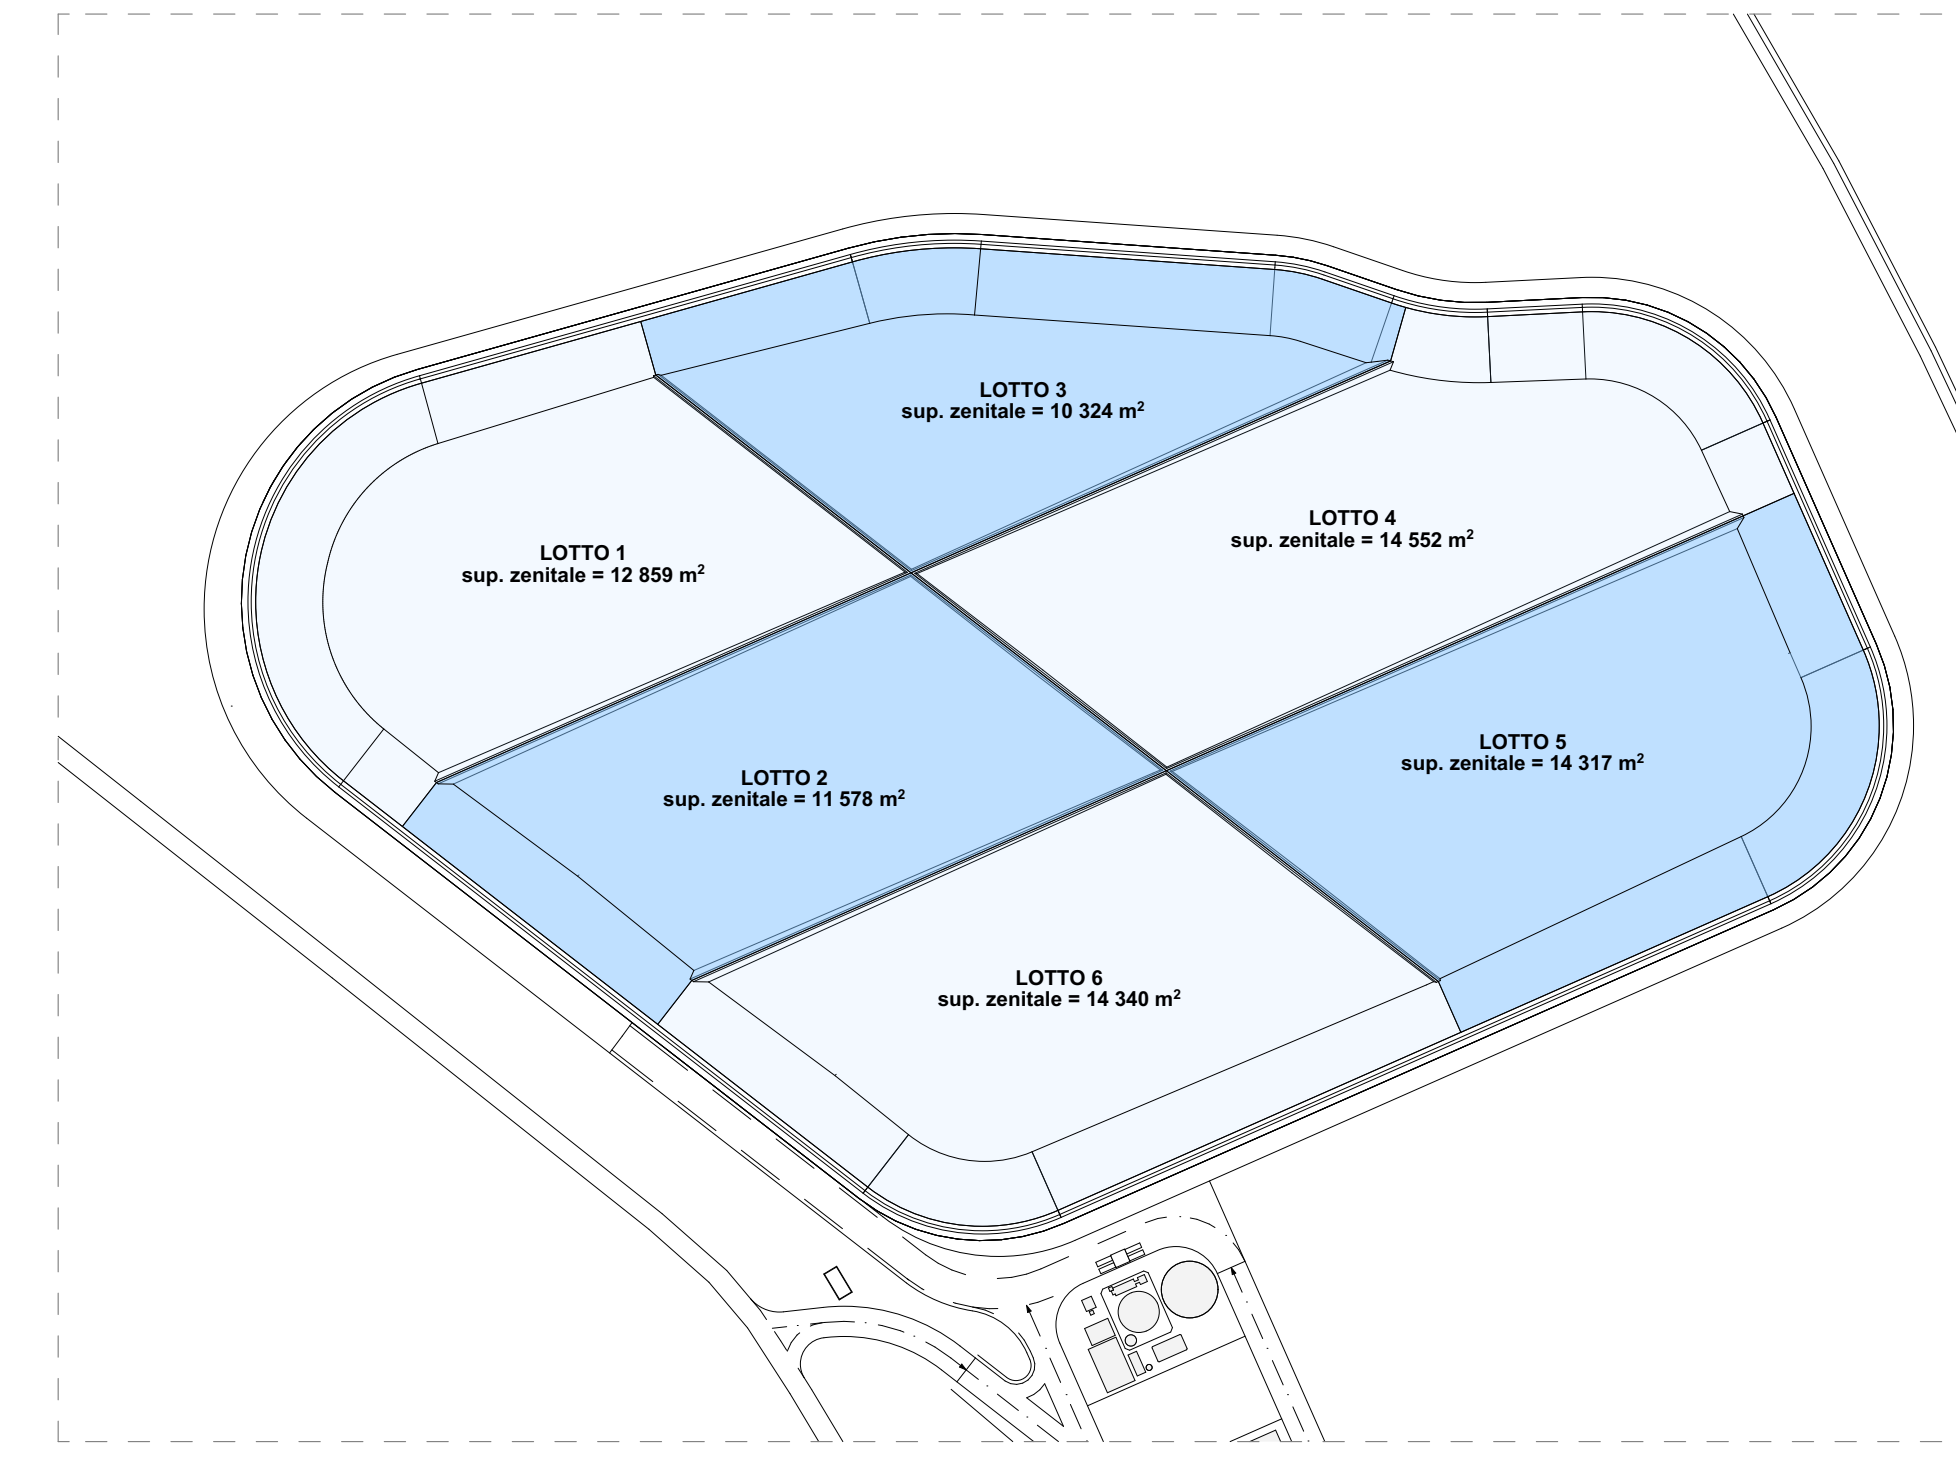 LOTTO 3
sup. zenitale = 10 324 m²
LOTTO 4
sup. zenitale = 14 552 m²
LOTTO 1
sup. zenitale = 12 859 m²
LOTTO 5
sup. zenitale = 14 317 m²
LOTTO 2
sup. zenitale = 11 578 m²
LOTTO 6
sup. zenitale = 14 340 m²